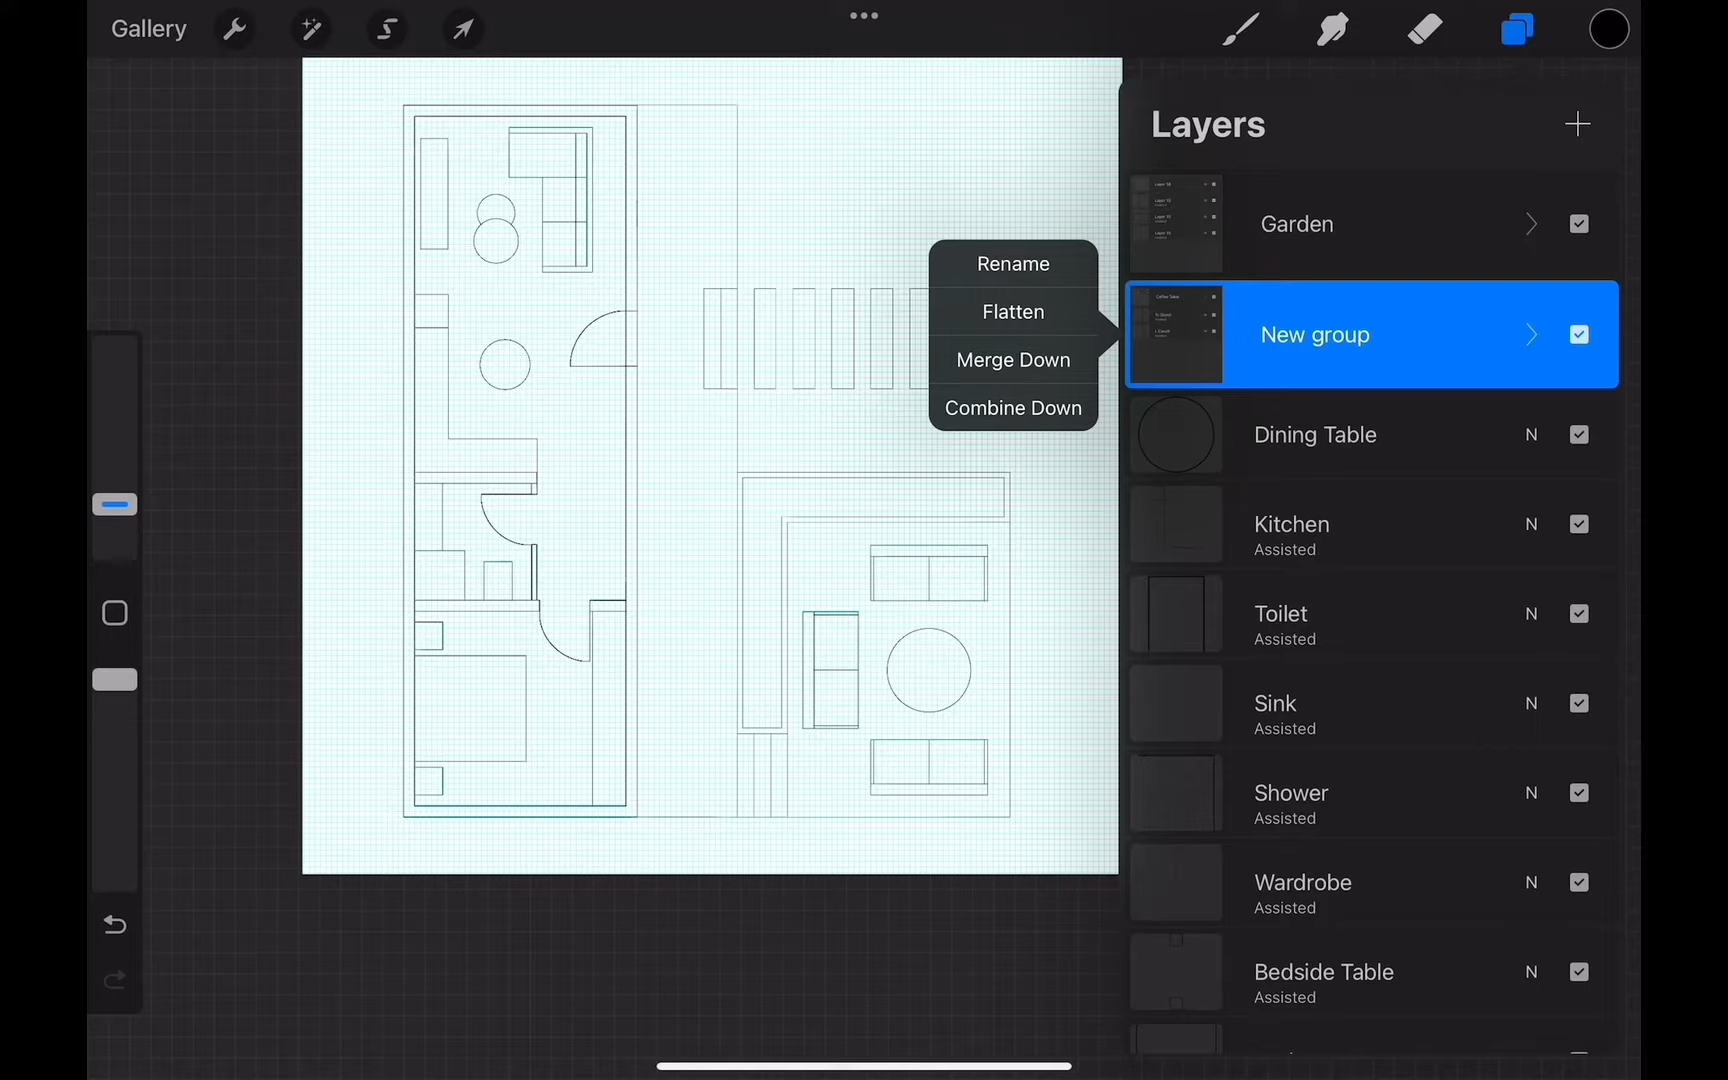 Gallery
Layers
Garden
Rename
Flatten
New group
Merge Down
Combine Down
Dining Table N
Kitchen N
Assisted
Toilet N
Assisted
Sink N
Assisted
Shower N
Assisted
Wardrobe N
Assisted
Bedside Table N
Assisted